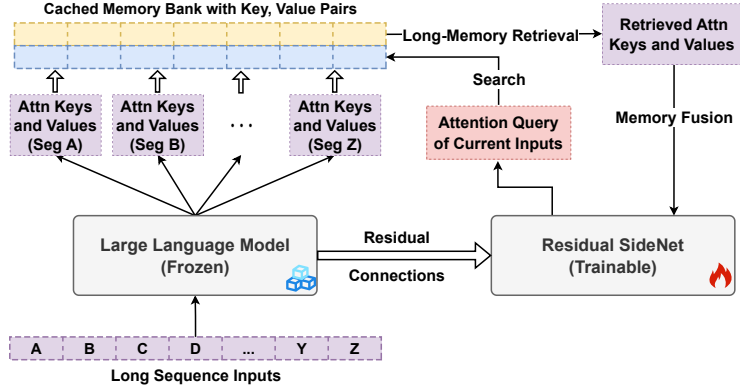 Cached Memory Bank with Key, Value Pairs
Long-Memory Retrieval
Retrieved Attn
Keys and Values
Search
Attn Keys
and Values
(Seg A)
Attn Keys
and Values
(Seg B)
...
Attn Keys
and Values
(Seg Z)
Attention Query
of Current Inputs
Memory Fusion
Large Language Model
(Frozen)
Residual
Connections
Residual SideNet
(Trainable)
A B C D ... Y Z
Long Sequence Inputs